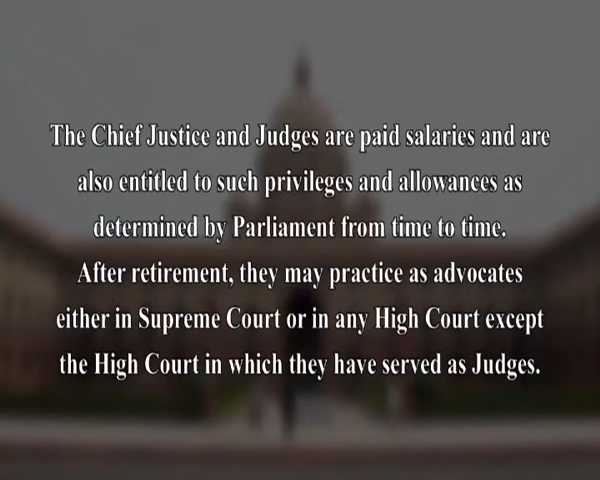 The Chief Justice and Judges are paid salaries and are
also entitled to such privileges and allowances as
determined by Parliament from time to time.
After retirement, they may practice as advocates
either in Supreme Court or in any High Court except
the High Court in which they have served as Judges.